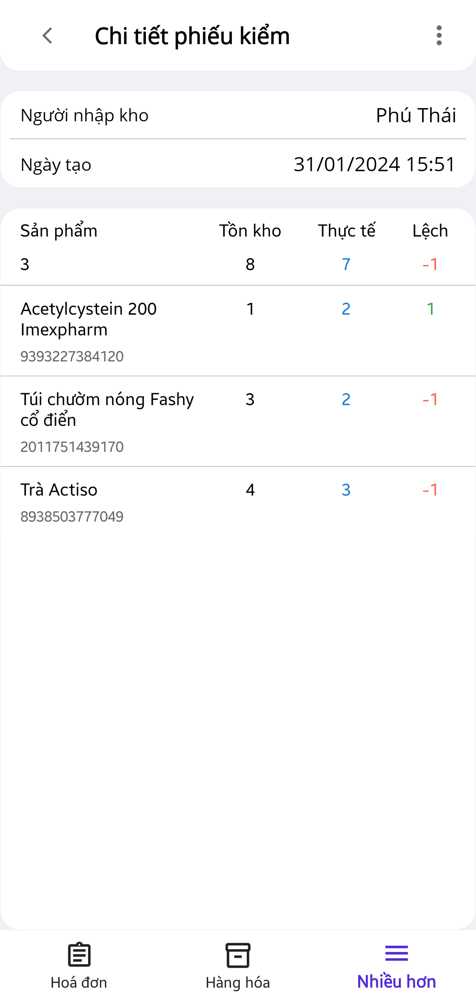 Chi tiết phiếu kiểm
Người nhập kho Phú Thái
Ngày tạo 31/01/2024 15:51
Sản phẩm Tồn kho Thực tế Lệch
3 8 7 -1
Acetylcystein 200 1 2 1
Imexpharm
9393227384120
Túi chườm nóng Fashy 3 2 -1
cổ điển
2011751439170
Trà Actiso 4 3 -1
8938503777049
Hoá đơn Hàng hóa Nhiều hơn